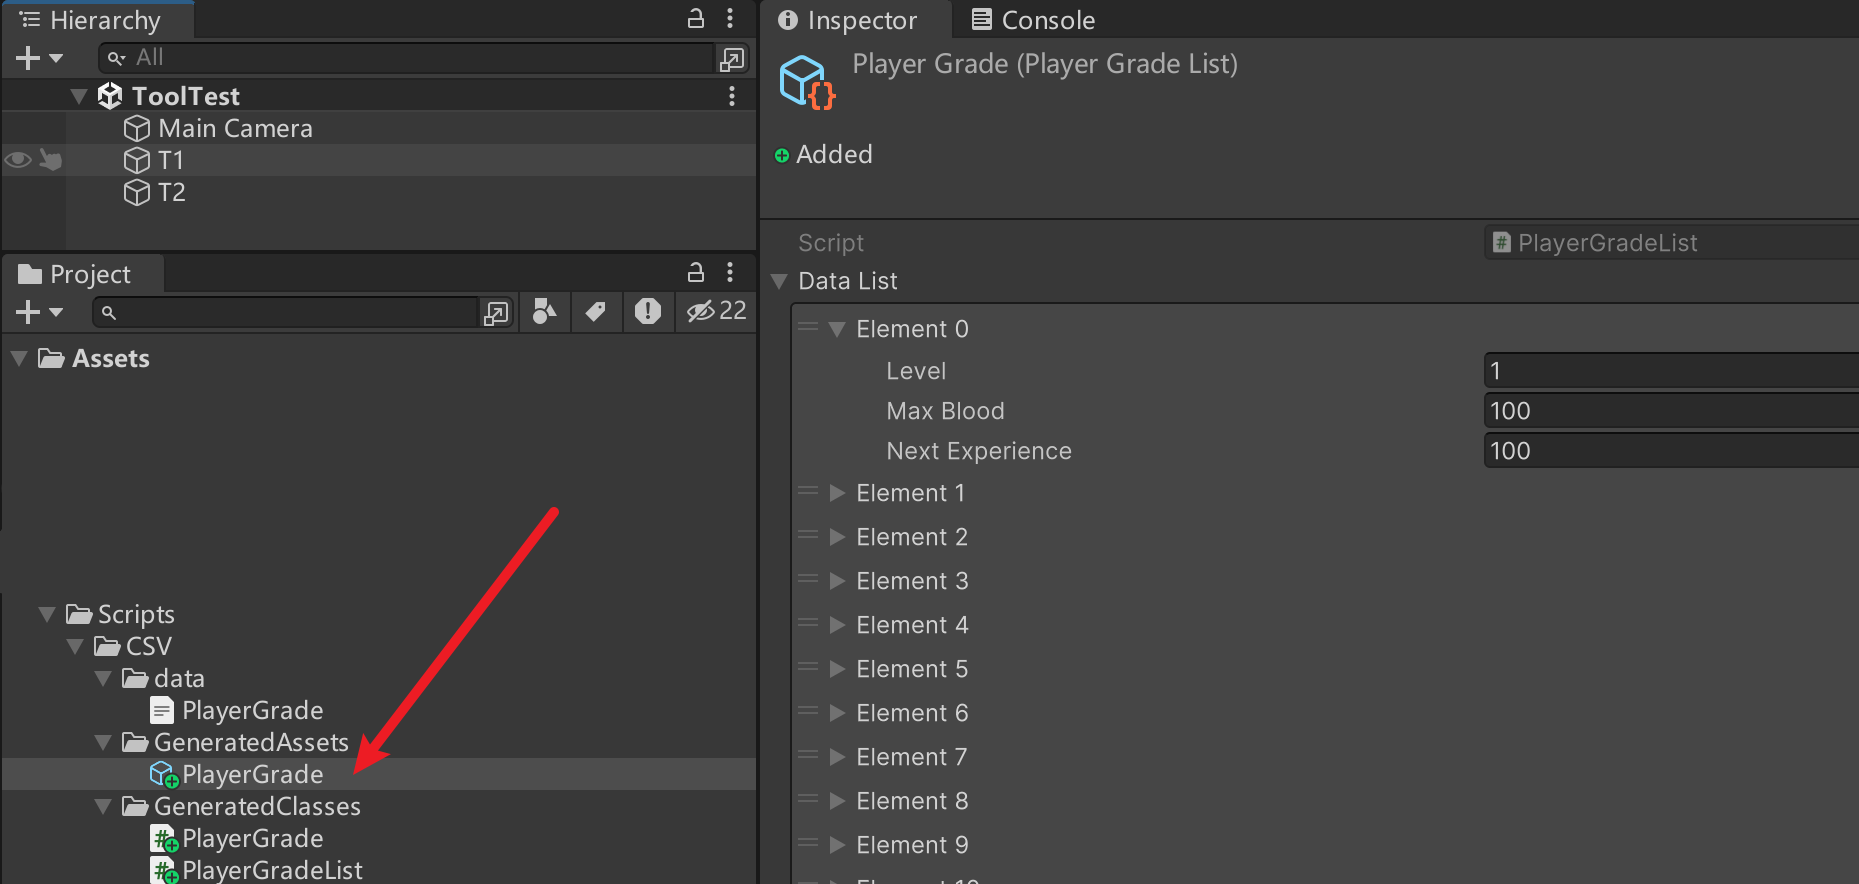 Hierarchy
All
ToolTest
Main Camera
T1
T2
Project
22
Assets
Scripts
CSV
data
PlayerGrade
GeneratedAssets
PlayerGrade
GeneratedClasses
PlayerGrade
PlayerGradeList
Inspector
Console
Player Grade (Player Grade List)
Added
Script
PlayerGradeList
Data List
Element 0
Level
1
Max Blood
100
Next Experience
100
Element 1
Element 2
Element 3
Element 4
Element 5
Element 6
Element 7
Element 8
Element 9
Element 10